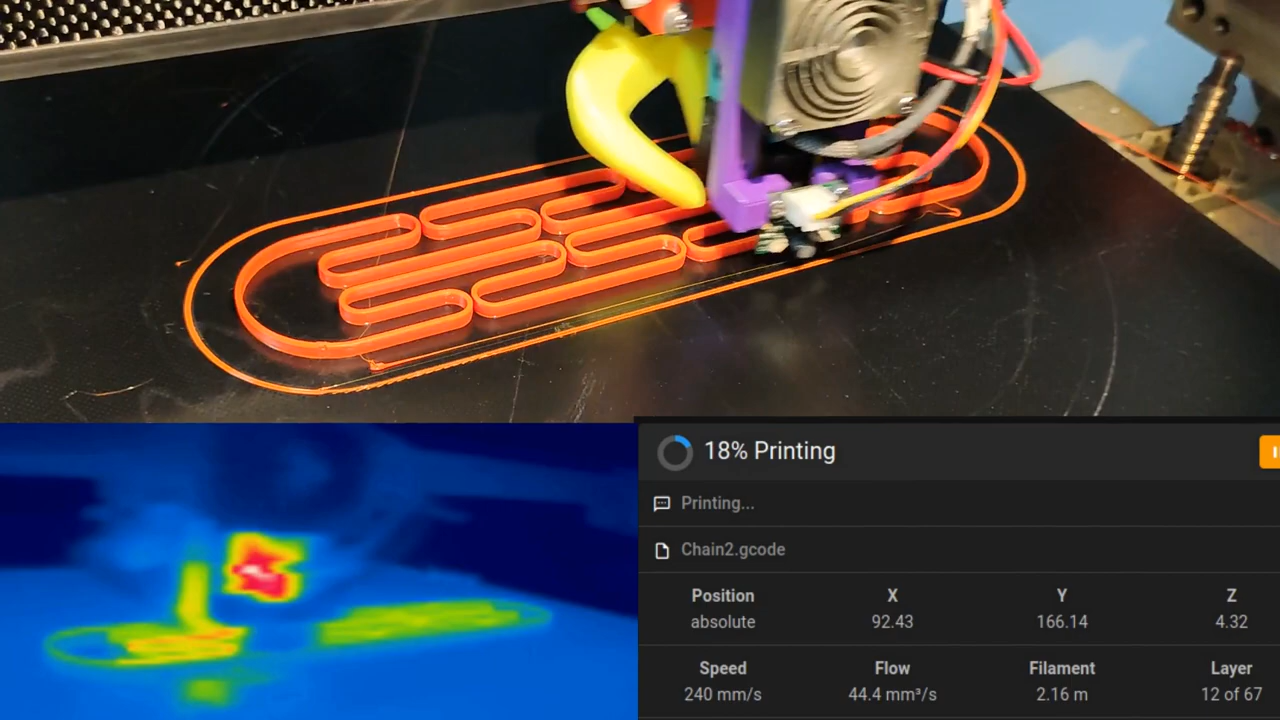 18% Printing
Printing...
Chain2.gcode
Position X Y Z
absolute 92.43 166.14 4.32
Speed Flow Filament Layer
240 mm/s 44.4 mm³/s 2.16 m 12 of 67